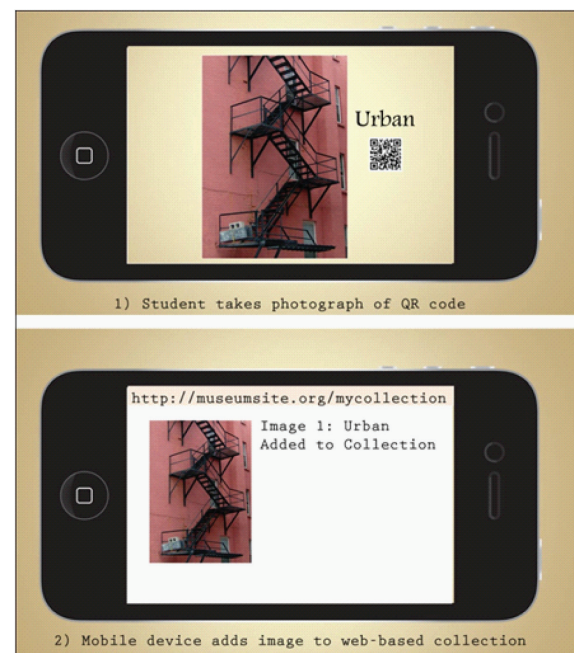 Urban
1) Student takes photograph of QR code
http://museumsite.org/mycollection
Image 1: Urban
Added to Collection
2) Mobile device adds image to web-based collection